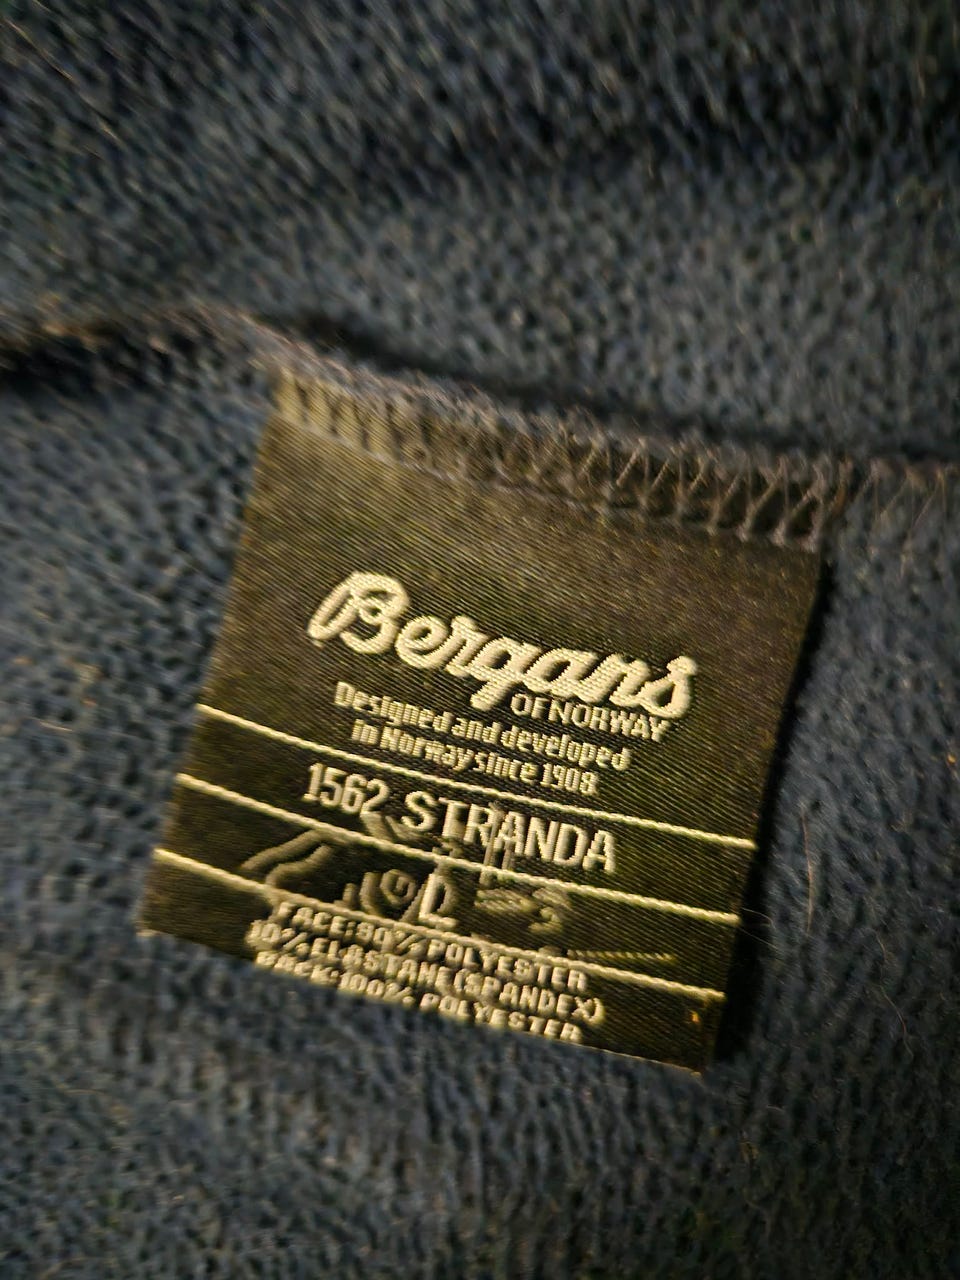 Bergans
OF NORWAY
Designed and developed
in Norway since 1908
1562 STRANDA
L
FACE:90% POLYESTER
10% ELASTANE (SPANDEX)
BACK:100% POLYESTER